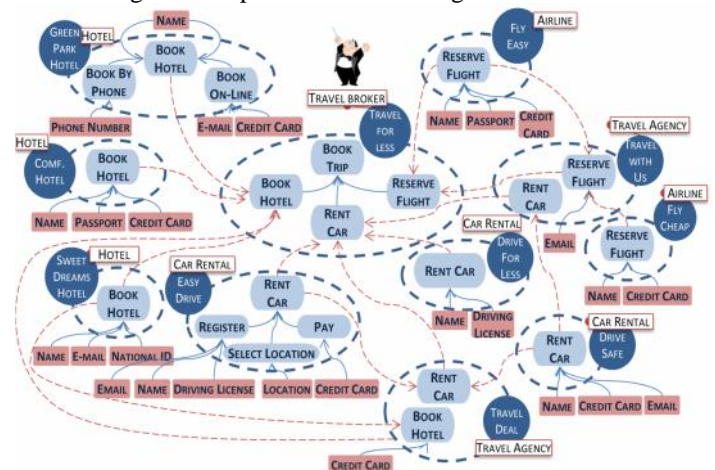 NAME
GREEN
PARK
HOTEL
HOTEL
BOOK
HOTEL
BOOK BY
PHONE
BOOK
ON-LINE
PHONE NUMBER
E-MAIL
CREDIT CARD
TRAVEL BROKER
TRAVEL
FOR
LESS
BOOK
TRIP
BOOK
HOTEL
RESERVE
FLIGHT
RENT
CAR
AIRLINE
FLY
EASY
RESERVE
FLIGHT
NAME
PASSPORT
CREDIT
CARD
TRAVEL AGENCY
TRAVEL
WITH
US
RESERVE
FLIGHT
RENT
CAR
EMAIL
AIRLINE
FLY
CHEAP
RESERVE
FLIGHT
NAME
CREDIT CARD
HOTEL
COMF.
HOTEL
BOOK
HOTEL
NAME
PASSPORT
CREDIT CARD
HOTEL
SWEET
DREAMS
HOTEL
BOOK
HOTEL
NAME
E-MAIL
NATIONAL ID
CAR RENTAL
EASY
DRIVE
RENT
CAR
REGISTER
PAY
SELECT LOCATION
EMAIL
NAME
DRIVING LICENSE
LOCATION
CREDIT CARD
CAR RENTAL
DRIVE
FOR
LESS
RENT CAR
NAME
DRIVING
LICENSE
CAR RENTAL
DRIVE
SAFE
RENT
CAR
NAME
CREDIT CARD
EMAIL
RENT
CAR
BOOK
HOTEL
TRAVEL
DEAL
TRAVEL AGENCY
CREDIT CARD